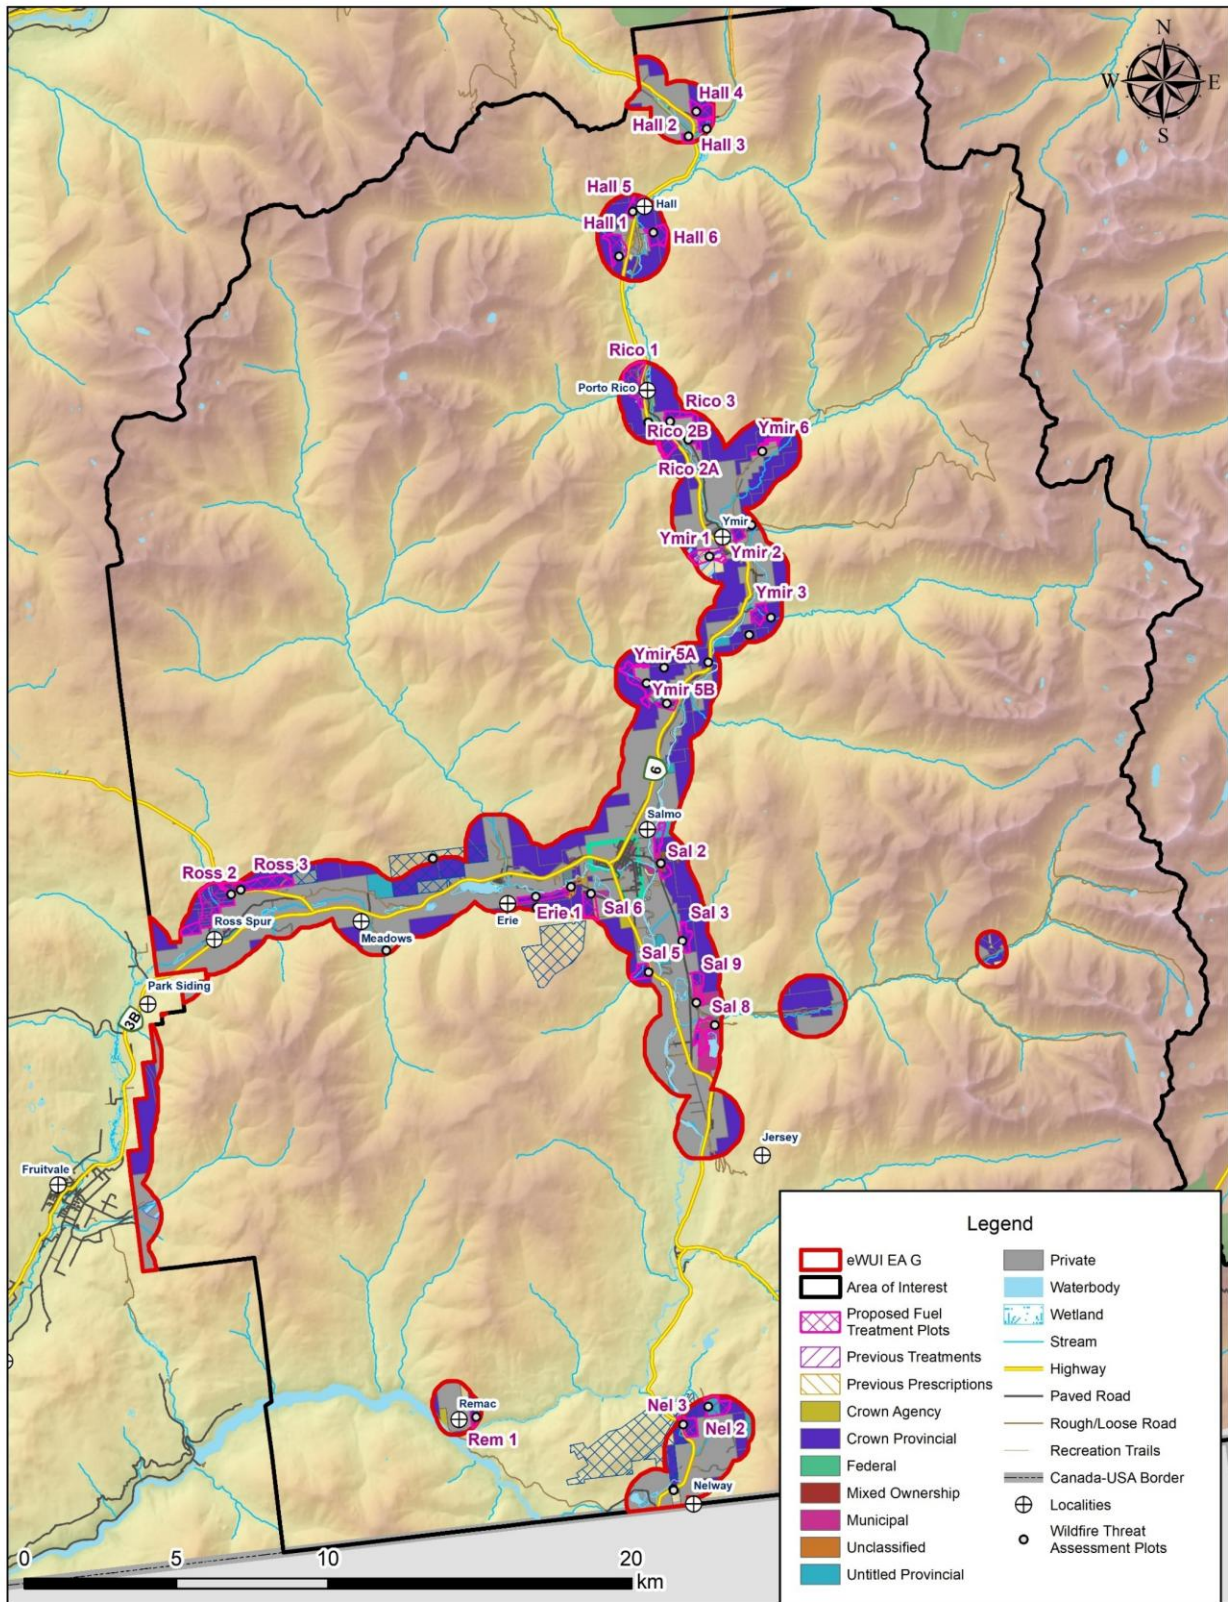 N
W
E
S
Hall 4
Hall 2
Hall 3
Hall 5
Hall
Hall 1
Hall 6
Rico 1
Porto Rico
Rico 3
Rico 2B
Ymir 6
Rico 2A
Ymir
Ymir 1
Ymir 2
Ymir 3
Ymir 5A
Ymir 5B
6
Salmo
Sal 2
Ross 2
Ross 3
Erie
Erie 1
Sal 6
Sal 3
Ross Spur
Meadows
Sal 5
Sal 9
Park Siding
Sal 8
3B
Jersey
Fruitvale
Remac
Rem 1
Nel 3
Nel 2
Nelway
Legend
eWUI EA G
Area of Interest
Proposed Fuel
Treatment Plots
Previous Treatments
Previous Prescriptions
Crown Agency
Crown Provincial
Federal
Mixed Ownership
Municipal
Unclassified
Untitled Provincial
Private
Waterbody
Wetland
Stream
Highway
Paved Road
Rough/Loose Road
Recreation Trails
Canada-USA Border
Localities
Wildfire Threat
Assessment Plots
0 5 10 20
km